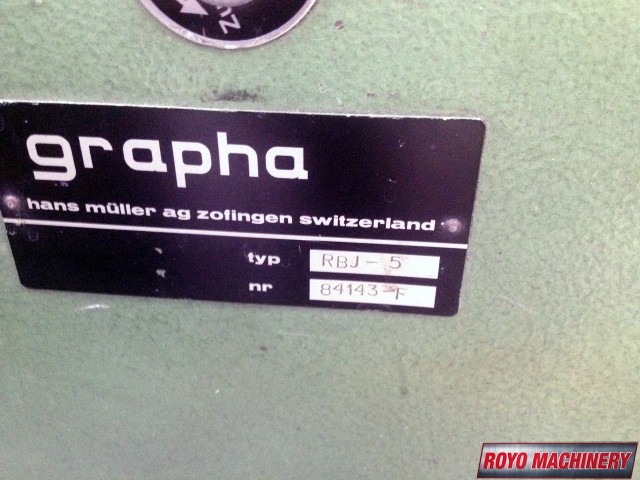 grapha
hans müller ag zofingen switzerland
typ RBJ-5
nr 84143-F
ROYO MACHINERY